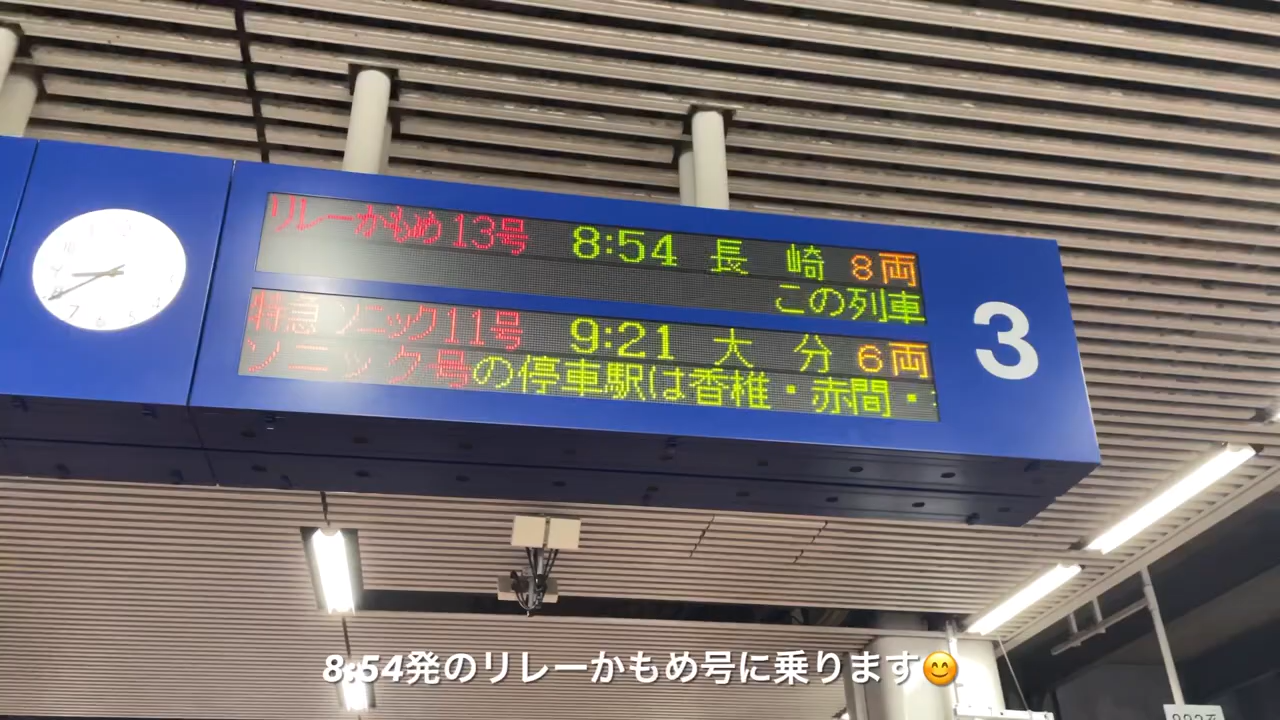 リレーかもめ13号 8:54 長崎 8両
この列車
特急 ソニック11号 9:21 大分 6両
ソニック号の停車駅は香椎・赤間・
3
8:54発のリレーかもめ号に乗ります😊